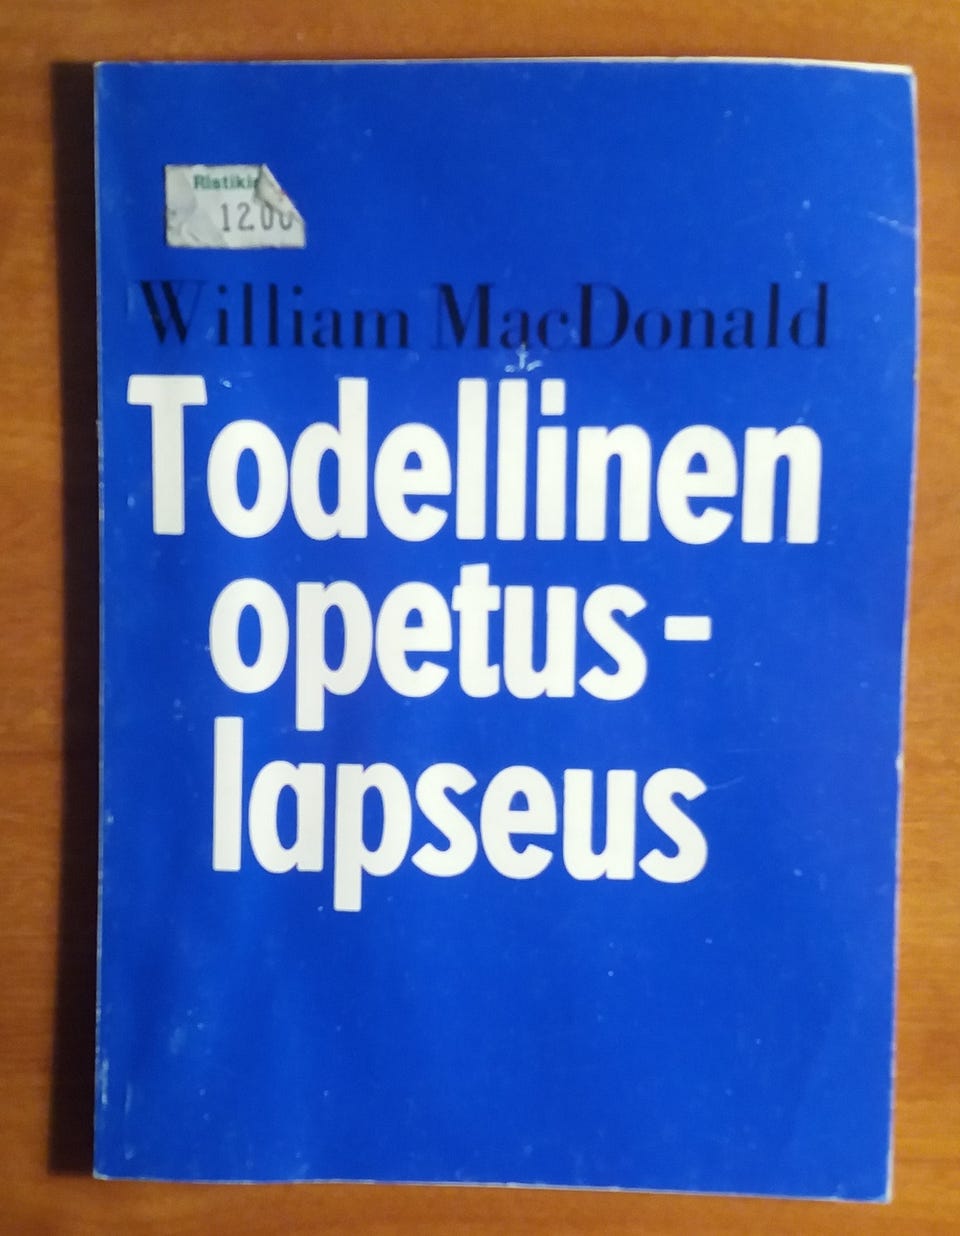 12.00
William MacDonald
Todellinen
opetus-
lapseus